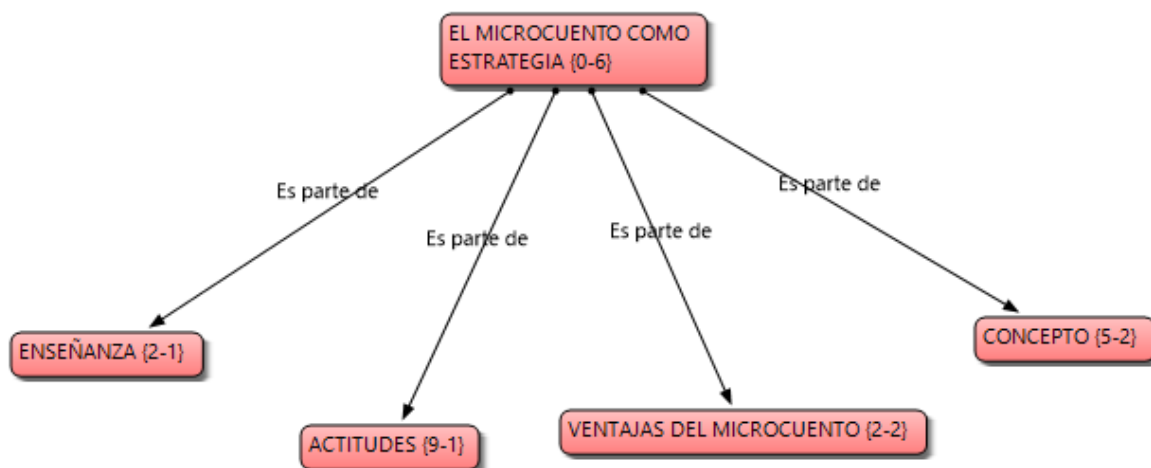 EL MICROCUENTO COMO
ESTRATEGIA {0-6}
Es parte de
Es parte de
Es parte de
Es parte de
ENSEÑANZA {2-1}
CONCEPTO {5-2}
ACTITUDES {9-1}
VENTAJAS DEL MICROCUENTO {2-2}